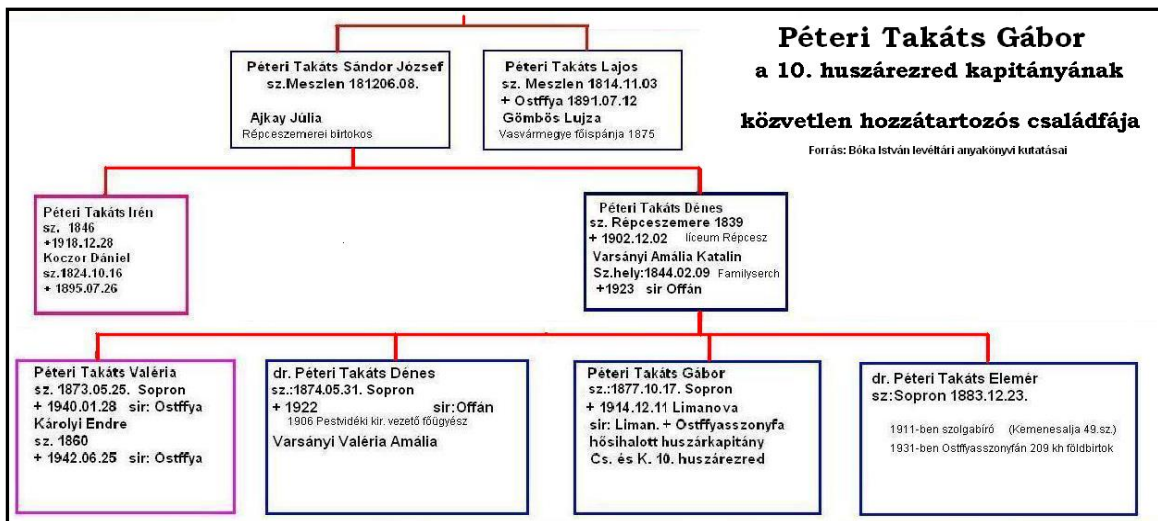 Péteri Takáts Gábor
a 10. huszárezred kapitányának
közvetlen hozzátartozós családfája
Forrás: Bóka István levéltári anyakönyvi kutatásai
Péteri Takáts Sándor József
sz.Meszlen 181206.08.
Ajkay Júlia
Répceszemerei birtokos
Péteri Takáts Lajos
sz. Meszlen 1814.11.03
+ Ostffya 1891.07.12
Gömbös Lujza
Vasvármegye főispánja 1875
Péteri Takáts Irén
sz. 1846
+1918.12.28
Koczor Dániel
sz.1824.10.16
+ 1895.07.26
Péteri Takáts Dénes
sz. Répceszemere 1839
+ 1902.12.02 líceum Répcesz
Varsányi Amália Katalin
Sz.hely:1844.02.09 Familyserch
+1923 sir Offán
Péteri Takáts Valéria
sz. 1873.05.25. Sopron
+ 1940.01.28 sir: Ostffya
Károlyi Endre
sz. 1860
+ 1942.06.25 sir: Ostffya
dr. Péteri Takáts Dénes
sz.:1874.05.31. Sopron
+ 1922 sir:Offán
1906 Pestvidéki kir. vezető főügyész
Varsányi Valéria Amália
Péteri Takáts Gábor
sz.:1877.10.17. Sopron
+ 1914.12.11 Limanova
sir: Liman. + Ostffyasszonyfa
hősihalott huszárkapitány
Cs. és K. 10. huszárezred
dr. Péteri Takáts Elemér
sz:Sopron 1883.12.23.
1911-ben szolgabíró (Kemenesalja 49.sz.)
1931-ben Ostffyasszonyfán 209 kh földbirtok